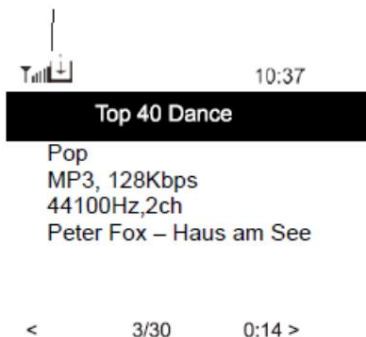 10:37
Top 40 Dance
Pop
MP3, 128Kbps
44100Hz,2ch
Peter Fox – Haus am See
< 3/30 0:14 >